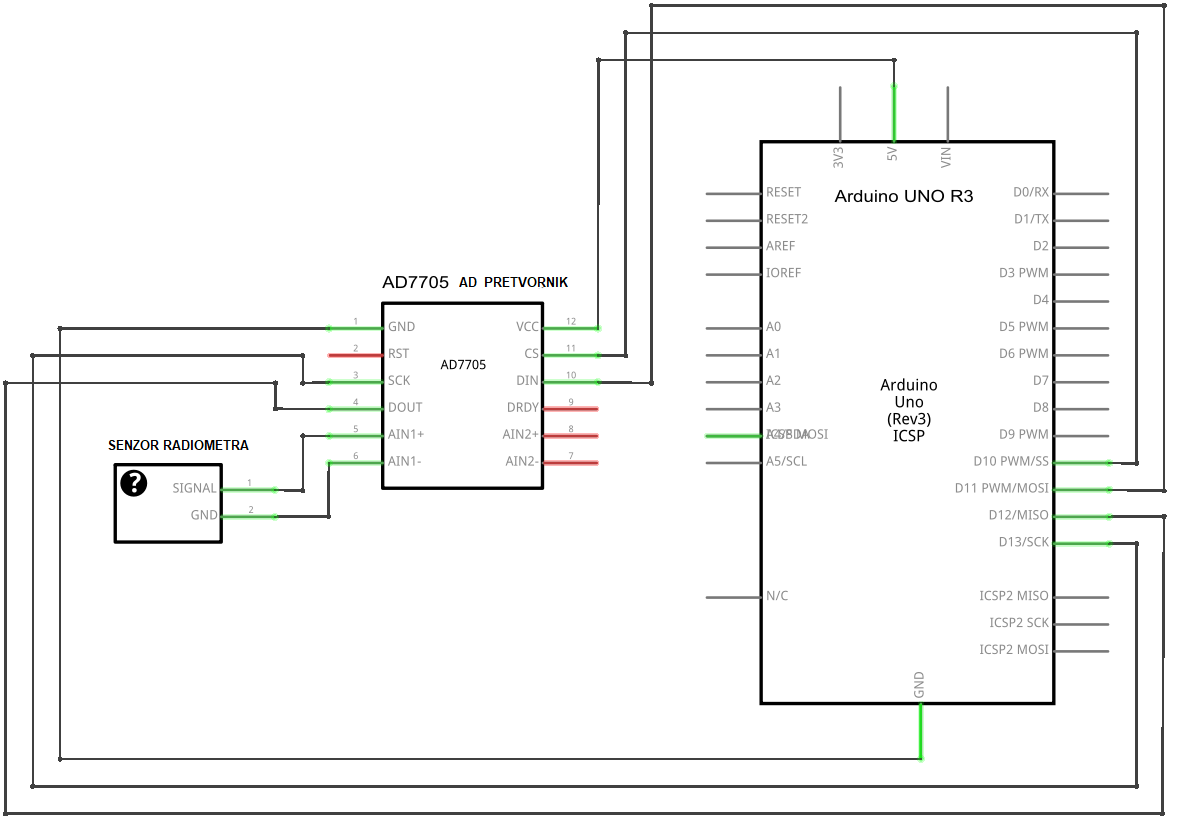 3V3
5V
VIN
Arduino UNO R3
RESET
RESET2
AREF
IOREF
A0
A1
A2
A3
A5/SCL
N/C
Arduino
Uno
(Rev3)
ICSP
D0/RX
D1/TX
D2
D3 PWM
D4
D5 PWM
D6 PWM
D7
D8
D9 PWM
D10 PWM/SS
D11 PWM/MOSI
D12/MISO
D13/SCK
ICSP2 MISO
ICSP2 SCK
ICSP2 MOSI
GND
AD7705 AD PRETVORNIK
AD7705
1 GND
2 RST
3 SCK
4 DOUT
5 AIN1+
6 AIN1-
VCC 12
CS 11
DIN 10
DRDY 9
AIN2+ 8
AIN2- 7
SENZOR RADIOMETRA
?
SIGNAL 1
GND 2